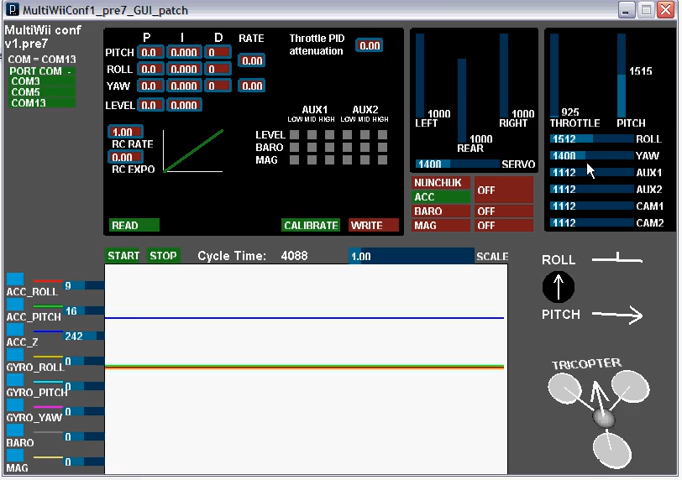 MultiWiiConf1_pre7_GUI_patch
MultiWii conf
v1.pre7
COM = COM13
PORT COM -
COM3
COM5
COM13
P I D RATE
PITCH 0.0 0.000 0
ROLL 0.0 0.000 0 0.00
YAW 0.0 0.000 0 0.00
LEVEL 0.0 0.000
Throttle PID
attenuation 0.00
AUX1 AUX2
LOW MID HIGH LOW MID HIGH
LEVEL
BARO
MAG
1.00
RC RATE
0.00
RC EXPO
READ CALIBRATE WRITE
1000
LEFT
1000
REAR
1000
RIGHT
1408 SERVO
NUNCHUK
ACC
BARO
MAG
OFF
OFF
OFF
925
THROTTLE
1515
PITCH
1512 ROLL
1408 YAW
1112 AUX1
1112 AUX2
1112 CAM1
1112 CAM2
START STOP Cycle Time: 4088 1.00 SCALE
ACC_ROLL 9
ACC_PITCH 16
ACC_Z 242
GYRO_ROLL 0
GYRO_PITCH 0
GYRO_YAW 0
BARO 0
MAG 0
ROLL
PITCH
TRICOPTER